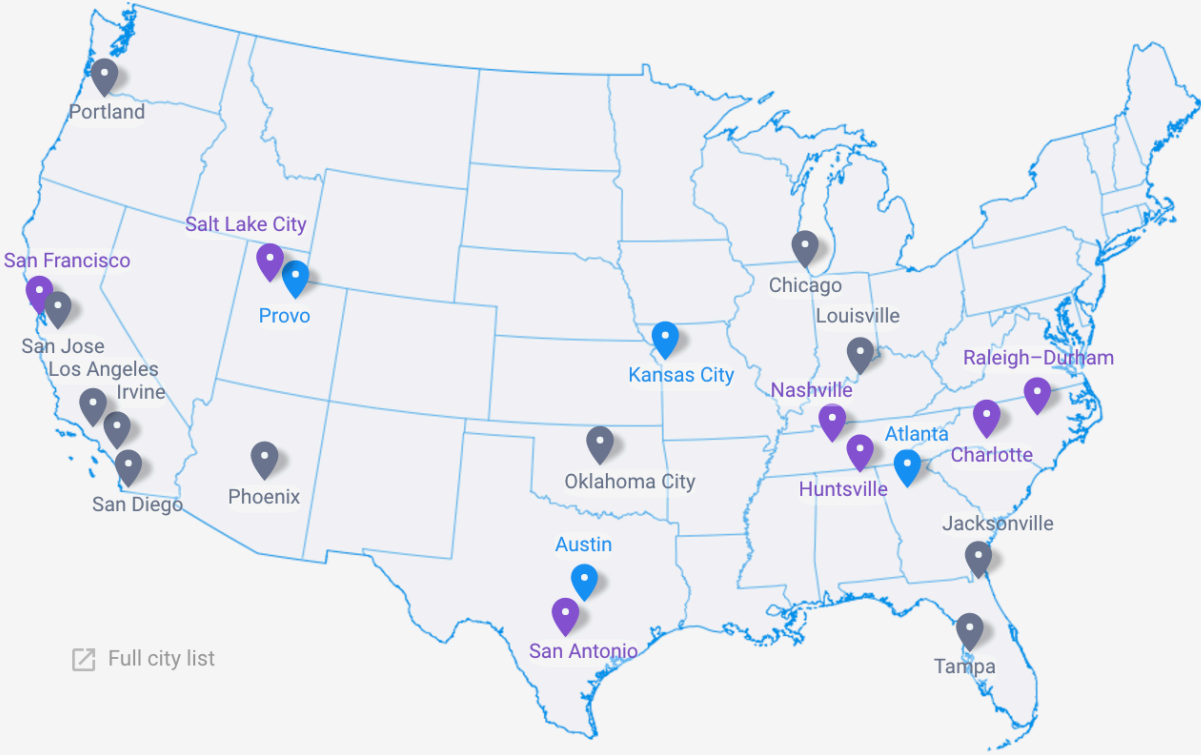 Portland
Salt Lake City
San Francisco
Chicago
Provo
Louisville
San Jose
Raleigh–Durham
Los Angeles
Kansas City
Irvine
Nashville
Atlanta
Charlotte
Oklahoma City
Huntsville
Phoenix
San Diego
Jacksonville
Austin
San Antonio
Full city list
Tampa